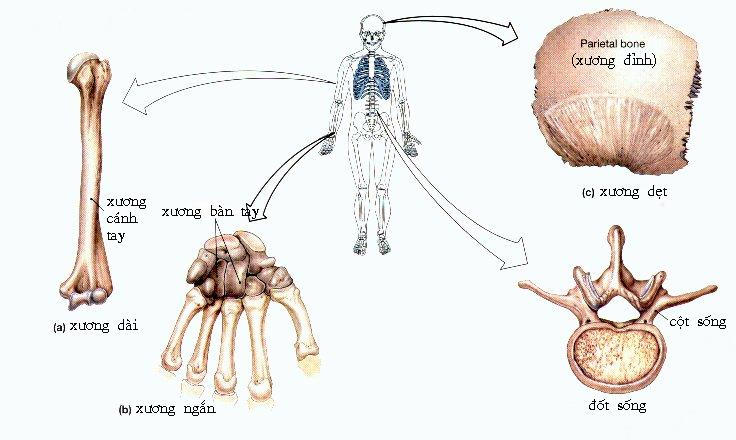 Parietal bone
(xương đỉnh)
(c) xương dẹt
xương
cánh
tay
xương bàn tay
(a) xương dài
(b) xương ngắn
cột sống
đốt sống